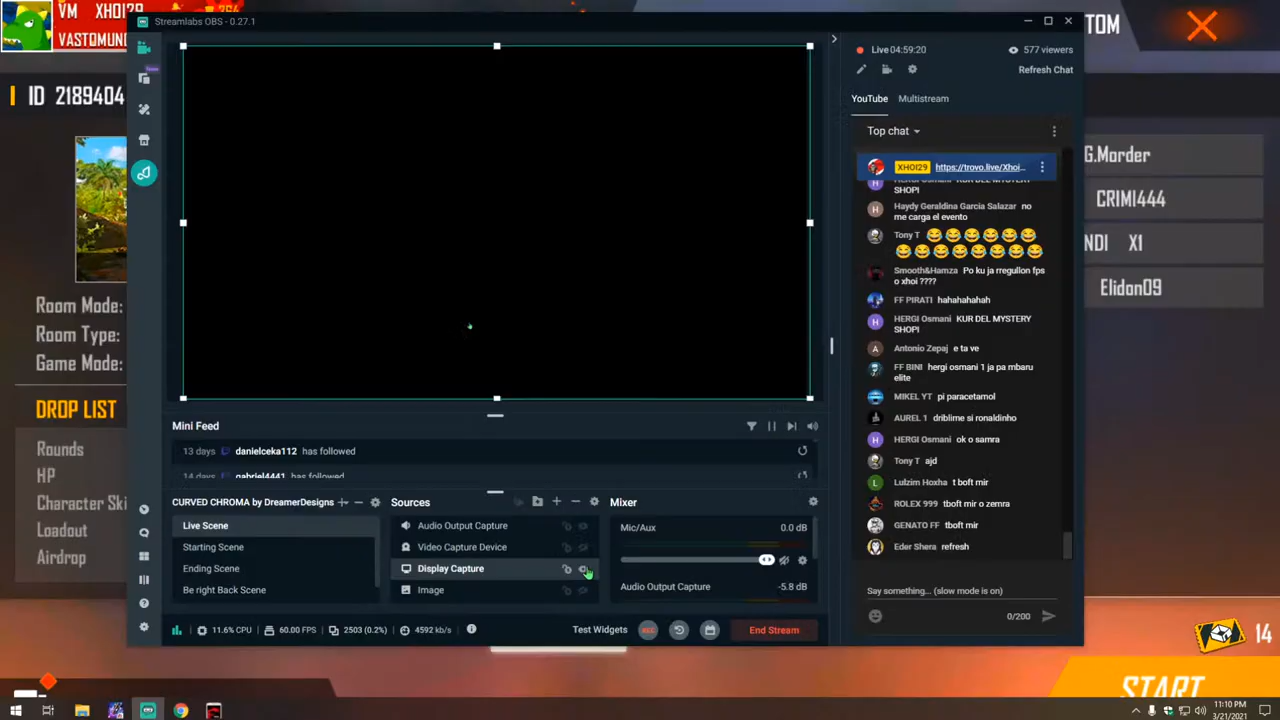 VM XHOI29
VASTOMUN
ID 2189404
Room Mode:
Room Type:
Game Mode:
DROP LIST
Rounds
HP
Character Ski
Loadout
Airdrop
Streamlabs OBS - 0.27.1
Mini Feed
13 days danielceka112 has followed
14 days gabriel4441 has followed
CURVED CHROMA by DreamerDesigns
Live Scene
Starting Scene
Ending Scene
Be right Back Scene
Sources
Audio Output Capture
Video Capture Device
Display Capture
Image
Mixer
Mic/Aux 0.0 dB
Audio Output Capture -5.8 dB
11.6% CPU 60.00 FPS 2503 (0.2%) 4592 kb/s
Test Widgets
REC
End Stream
Live 04:59:20 577 viewers
Refresh Chat
YouTube Multistream
Top chat
XHOI29 https://trovo.live/Xhoi...
HERGI Osmani KUR DEL MYSTERY
SHOPI
Haydy Geraldina Garcia Salazar no
me carga el evento
Tony T 😂😂😂😂😂😂
😂😂😂😂😂😂😂😂
Smooth&Hamza Po ku ja rregullon fps
o xhoi ????
FF PIRATI hahahahahah
HERGI Osmani KUR DEL MYSTERY
SHOPI
Antonio Zepaj e ta ve
FF BINI hergi osmani 1 ja pa mbaru
elite
MIKEL YT pi paracetamol
AUREL 1 driblime si ronaldinho
HERGI Osmani ok o samra
Tony T ajd
Lulzim Hoxha t boft mir
ROLEX 999 tboft mir o zemra
GENATO FF tboft mir
Eder Shera refresh
Say something... (slow mode is on)
0/200
TOM
G.Morder
CRIMI444
NDI X1
Elidon09
14
START
11:10 PM